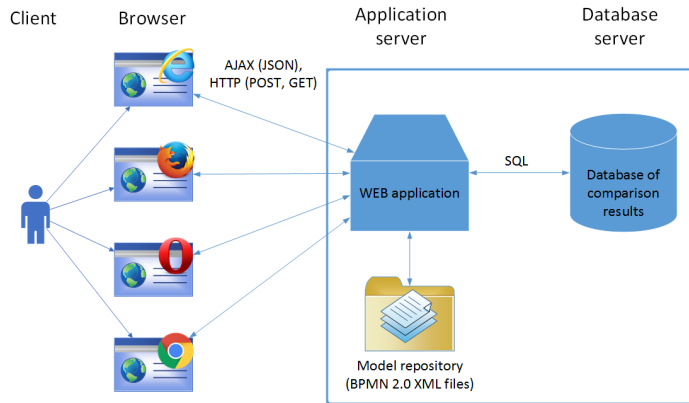 Client
Browser
Application
server
Database
server
AJAX (JSON),
HTTP (POST, GET)
WEB application
SQL
Database of
comparison
results
Model repository
(BPMN 2.0 XML files)